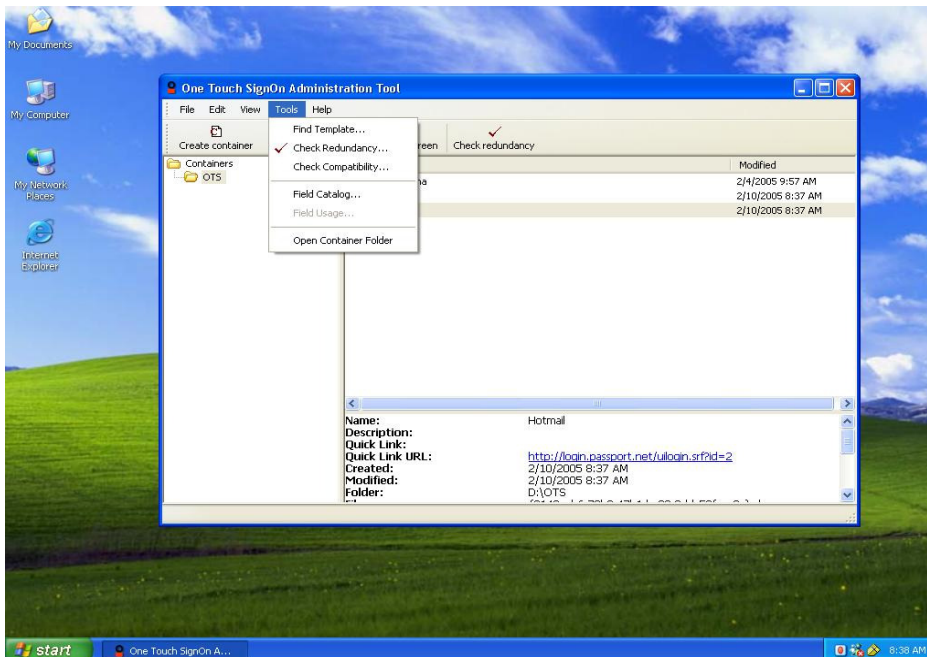 My Documents
My Computer
My Network
Places
Internet
Explorer
One Touch SignOn Administration Tool
File Edit View Tools Help
Create container
reen
Check redundancy
Find Template...
Check Redundancy...
Check Compatibility...
Field Catalog...
Field Usage...
Open Container Folder
Containers
OTS
Modified
na
2/4/2005 9:57 AM
2/10/2005 8:37 AM
2/10/2005 8:37 AM
Name: Hotmail
Description:
Quick Link:
Quick Link URL: http://login.passport.net/uilogin.srf?id=2
Created: 2/10/2005 8:37 AM
Modified: 2/10/2005 8:37 AM
Folder: D:\OTS
start
One Touch SignOn A...
8:38 AM